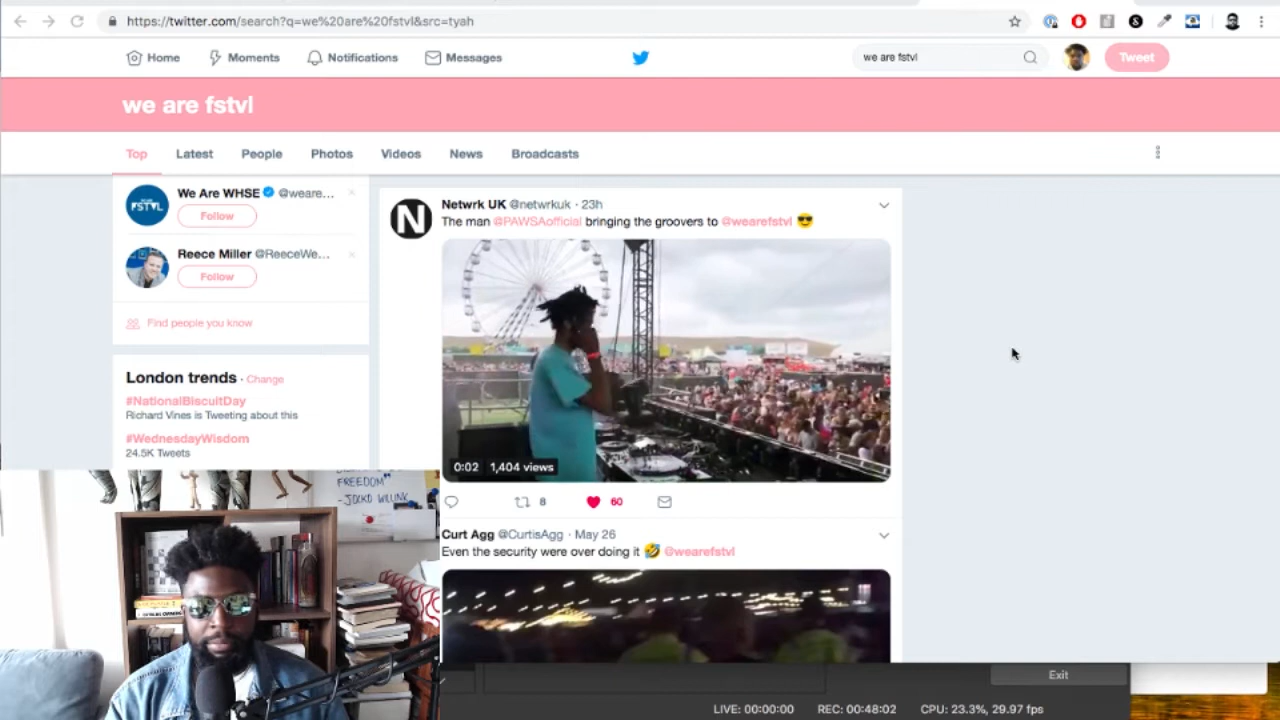 https://twitter.com/search?q=we%20are%20fstvl&src=tyah
Home Moments Notifications Messages we are fstvl Tweet
we are fstvl
Top Latest People Photos Videos News Broadcasts
We Are WHSE @weare...
Follow
Reece Miller @ReeceWe...
Follow
Find people you know
London trends · Change
#NationalBiscuitDay
Richard Vines is Tweeting about this
#WednesdayWisdom
24.5K Tweets
Netwrk UK @netwrkuk · 23h
The man @PAWSAofficial bringing the groovers to @wearefstvl 😎
0:02 1,404 views
8 60
Curt Agg @CurtisAgg · May 26
Even the security were over doing it 🤣 @wearefstvl
FSTVL
N
FREEDOM"
-JOCKO WILLINK
Exit
LIVE: 00:00:00 REC: 00:48:02 CPU: 23.3%, 29.97 fps